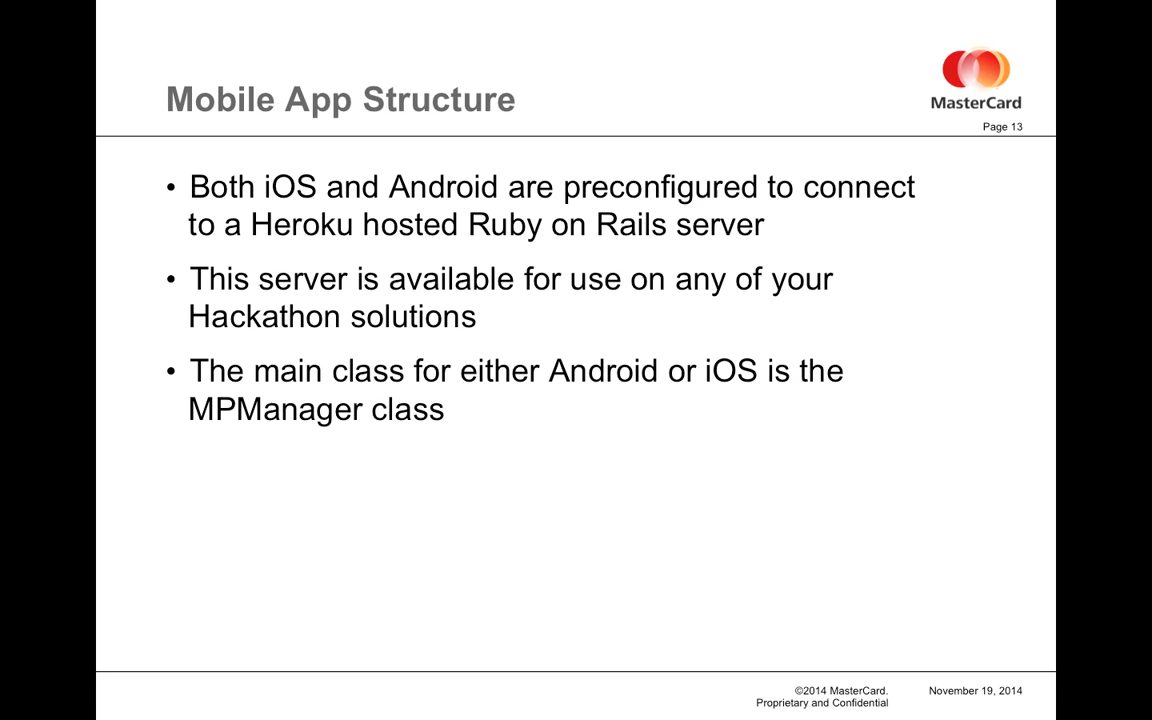 Mobile App Structure
MasterCard
Page 13
• Both iOS and Android are preconfigured to connect
to a Heroku hosted Ruby on Rails server
• This server is available for use on any of your
Hackathon solutions
• The main class for either Android or iOS is the
MPManager class
©2014 MasterCard.
Proprietary and Confidential
November 19, 2014